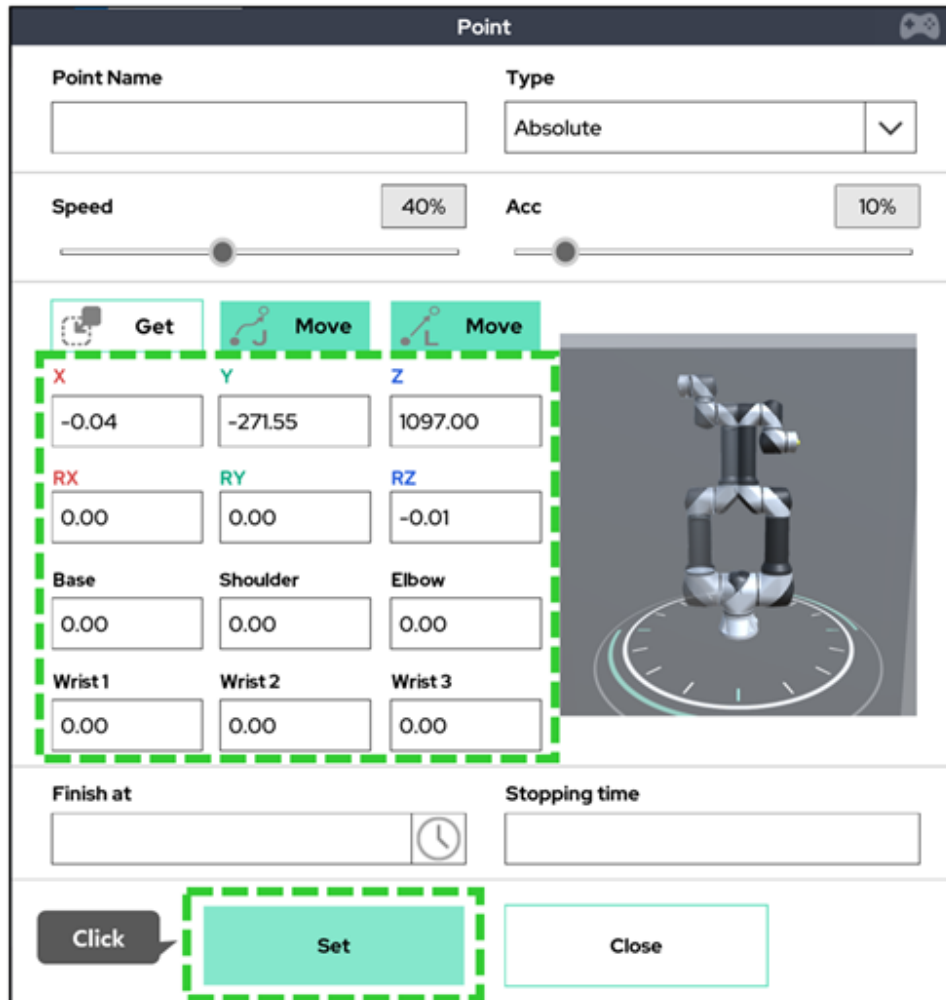 Point
Point Name Type
Absolute
Speed 40% Acc 10%
Get J Move L Move
X Y Z
-0.04 -271.55 1097.00
RX RY RZ
0.00 0.00 -0.01
Base Shoulder Elbow
0.00 0.00 0.00
Wrist 1 Wrist 2 Wrist 3
0.00 0.00 0.00
Finish at Stopping time
Click Set Close